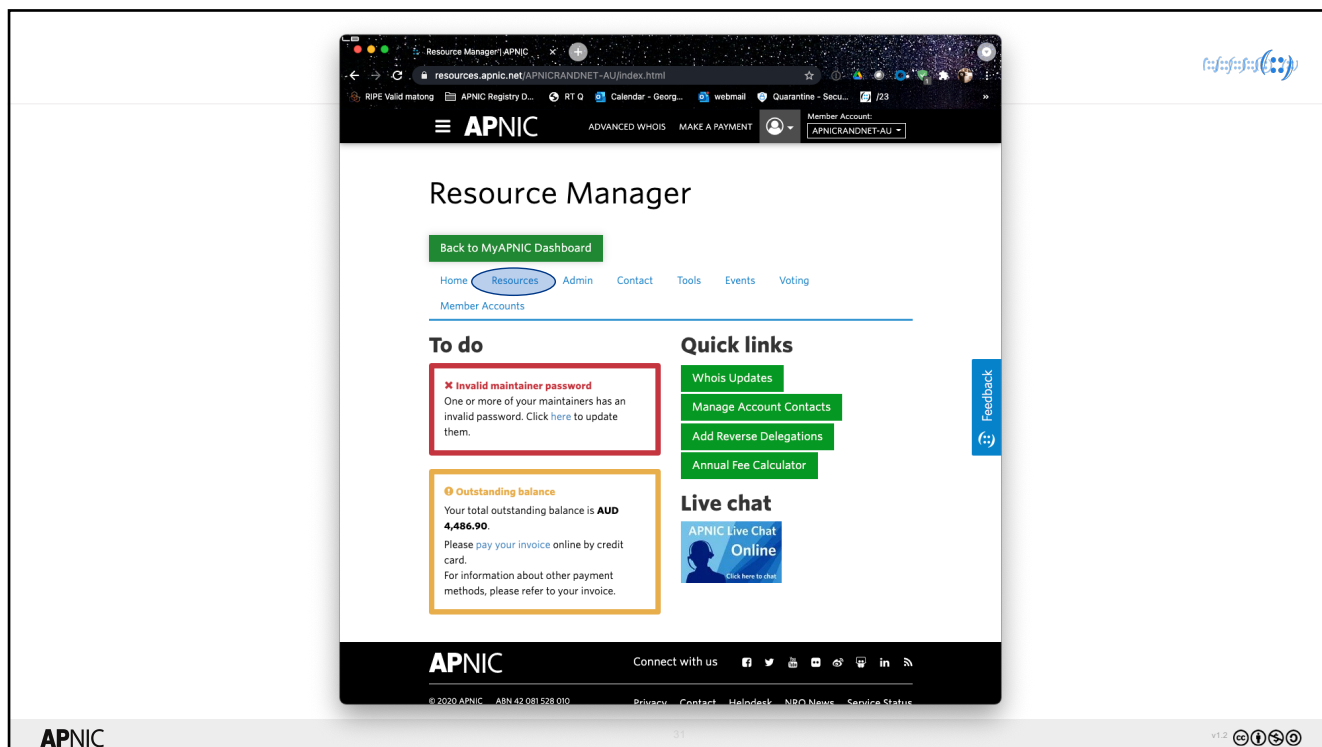 Resource Manager | APNIC
resources.apnic.net/APNICRANDNET-AU/index.html
RIPE Valid matong APNIC Registry D... RT Q Calendar - Georg... webmail Quarantine - Secu... /23 »
APNIC ADVANCED WHOIS MAKE A PAYMENT
Member Account:
APNICRANDNET-AU
Resource Manager
Back to MyAPNIC Dashboard
Home Resources Admin Contact Tools Events Voting
Member Accounts
To do
Invalid maintainer password
One or more of your maintainers has an
invalid password. Click here to update
them.
Outstanding balance
Your total outstanding balance is AUD
4,486.90.
Please pay your invoice online by credit
card.
For information about other payment
methods, please refer to your invoice.
Quick links
Whois Updates
Manage Account Contacts
Add Reverse Delegations
Annual Fee Calculator
Live chat
APNIC Live Chat
Online
Click here to chat
Feedback
APNIC Connect with us
© 2020 APNIC ABN 42 081 528 010 Privacy Contact Helpdesk NRO News Service Status
APNIC 31 v1.2